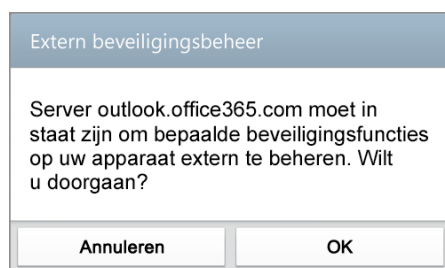 Extern beveiligingsbeheer
Server outlook.office365.com moet in
staat zijn om bepaalde beveiligingsfuncties
op uw apparaat extern te beheren. Wilt
u doorgaan?
Annuleren
OK